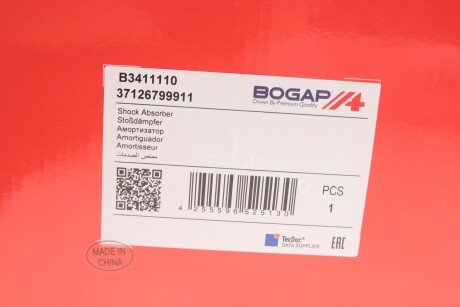 B3411110
37126799911
BOGAP
Driven By Premium Quality
Shock Absorber
Stoßdämpfer
Амортизатор
Amortiguador
Amortisseur
ممتص الصدمات
4 255596 525130
PCS
1
TecDoc
DATA SUPPLIER
EAC
MADE IN
CHINA